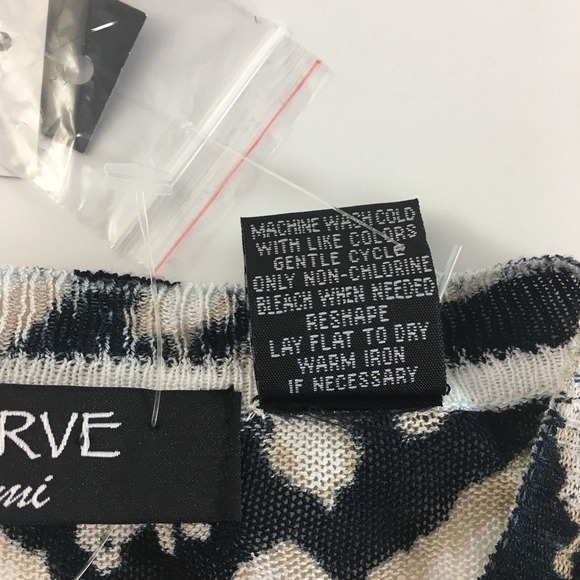 MACHINE WASH COLD
WITH LIKE COLORS
GENTLE CYCLE
ONLY NON-CHLORINE
BLEACH WHEN NEEDED
RESHAPE
LAY FLAT TO DRY
WARM IRON
IF NECESSARY
RVE
mi